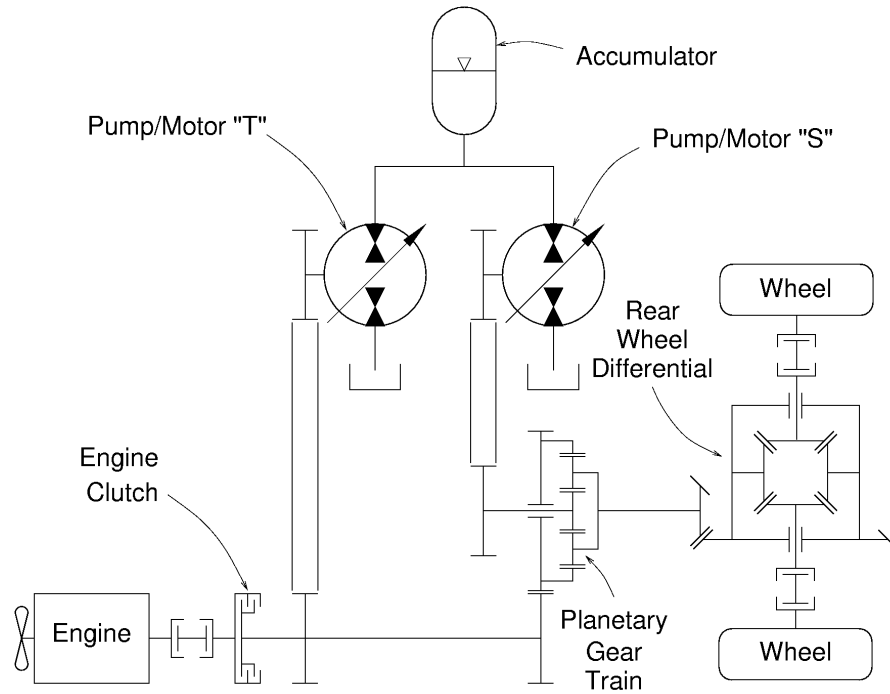 Accumulator
Pump/Motor "T"
Pump/Motor "S"
Wheel
Rear
Wheel
Differential
Engine
Clutch
Engine
Planetary
Gear
Train
Wheel